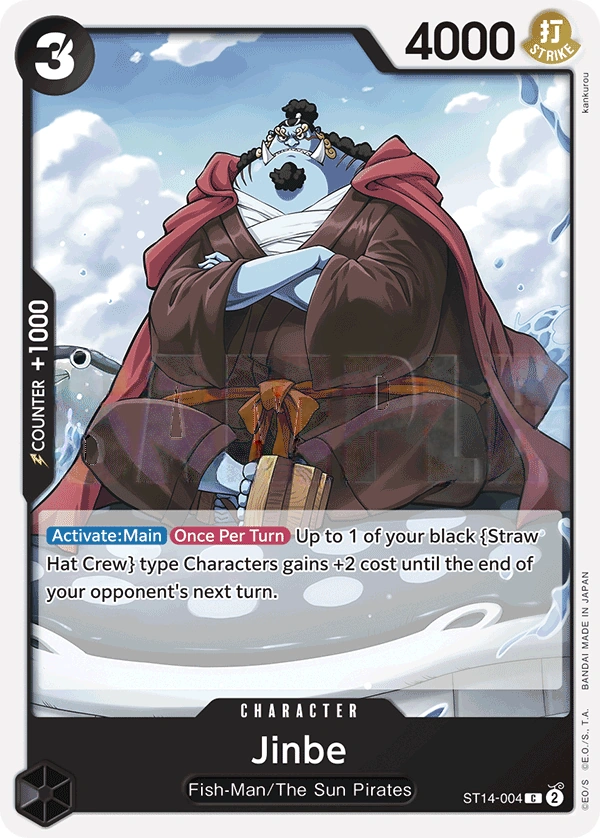 3
4000
打
STRIKE
kankurou
COUNTER +1000
SAMPLE
Activate:Main Once Per Turn Up to 1 of your black {Straw
Hat Crew} type Characters gains +2 cost until the end of
your opponent's next turn.
CHARACTER
Jinbe
Fish-Man/The Sun Pirates
ST14-004 C 2
©E.O/S ©E.O./S., T.A. BANDAI MADE IN JAPAN